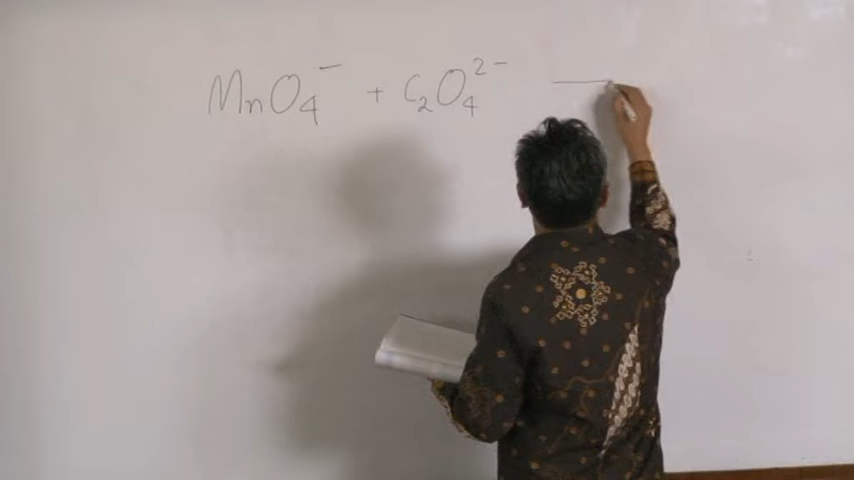 MnO₄⁻ + C₂O₄²⁻ —